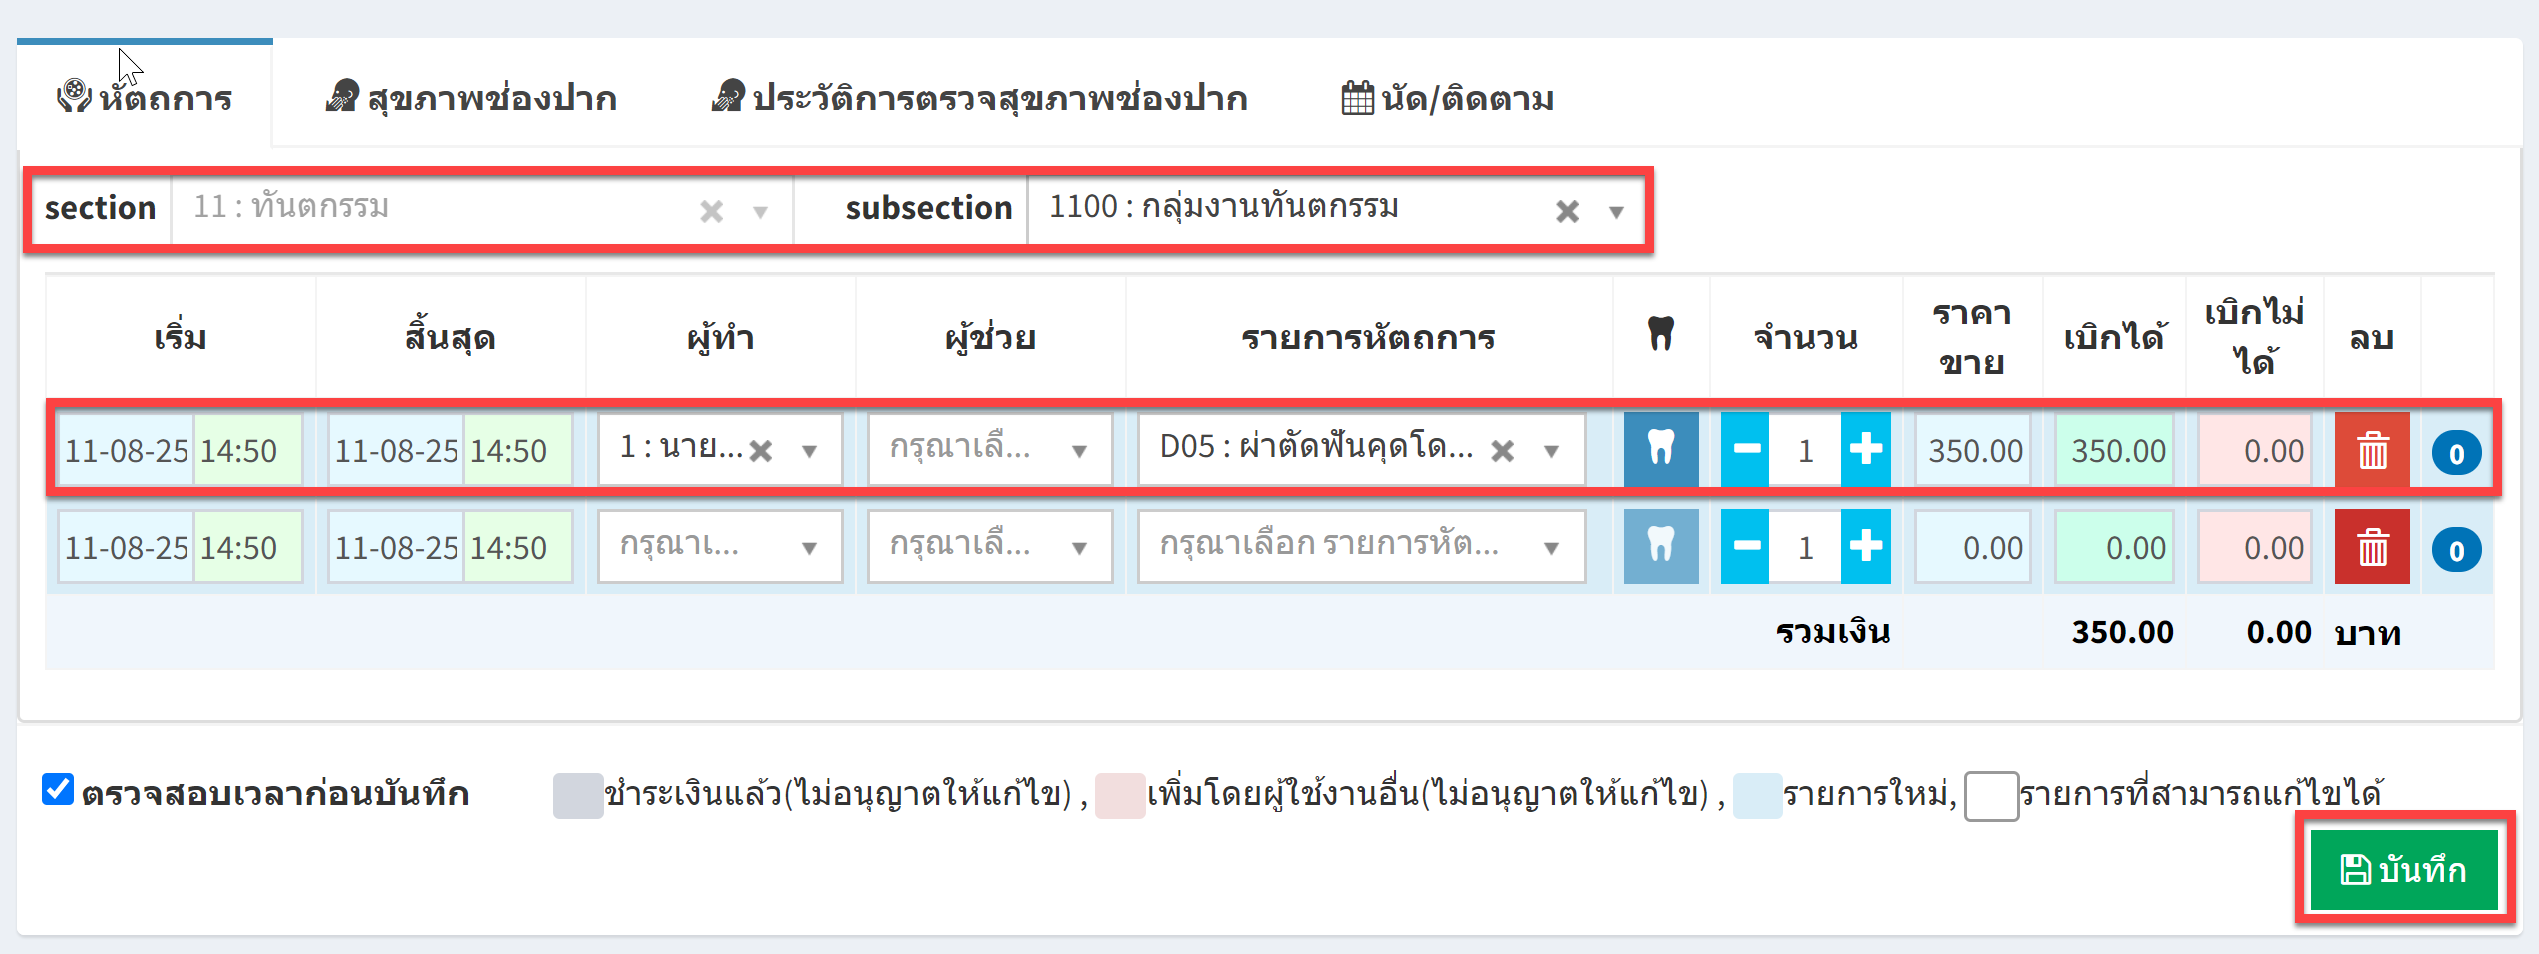 หัตถการ สุขภาพช่องปาก ประวัติการตรวจสุขภาพช่องปาก นัด/ติดตาม
section 11 : ทันตกรรม subsection 1100 : กลุ่มงานทันตกรรม
เริ่ม สิ้นสุด ผู้ทำ ผู้ช่วย รายการหัตถการ จำนวน ราคาขาย เบิกได้ เบิกไม่ได้ ลบ
11-08-25 14:50 11-08-25 14:50 1 : นาย... กรุณาเลื... D05 : ผ่าตัดฟันคุดโด... 1 350.00 350.00 0.00 0
11-08-25 14:50 11-08-25 14:50 กรุณาเ... กรุณาเลื... กรุณาเลือก รายการหัต... 1 0.00 0.00 0.00 0
รวมเงิน 350.00 0.00 บาท
ตรวจสอบเวลาก่อนบันทึก ชำระเงินแล้ว(ไม่อนุญาตให้แก้ไข) , เพิ่มโดยผู้ใช้งานอื่น(ไม่อนุญาตให้แก้ไข) , รายการใหม่, รายการที่สามารถแก้ไขได้
บันทึก